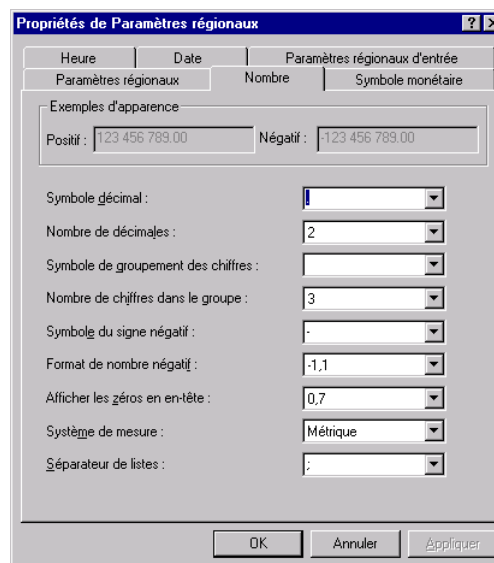 Propriétés de Paramètres régionaux
Heure Date Paramètres régionaux d'entrée
Paramètres régionaux Nombre Symbole monétaire
Exemples d'apparence
Positif : 123 456 789.00 Négatif : -123 456 789.00
Symbole décimal : .
Nombre de décimales : 2
Symbole de groupement des chiffres :
Nombre de chiffres dans le groupe : 3
Symbole du signe négatif : -
Format de nombre négatif : -1,1
Afficher les zéros en en-tête : 0,7
Système de mesure : Métrique
Séparateur de listes : ;
OK Annuler Appliquer